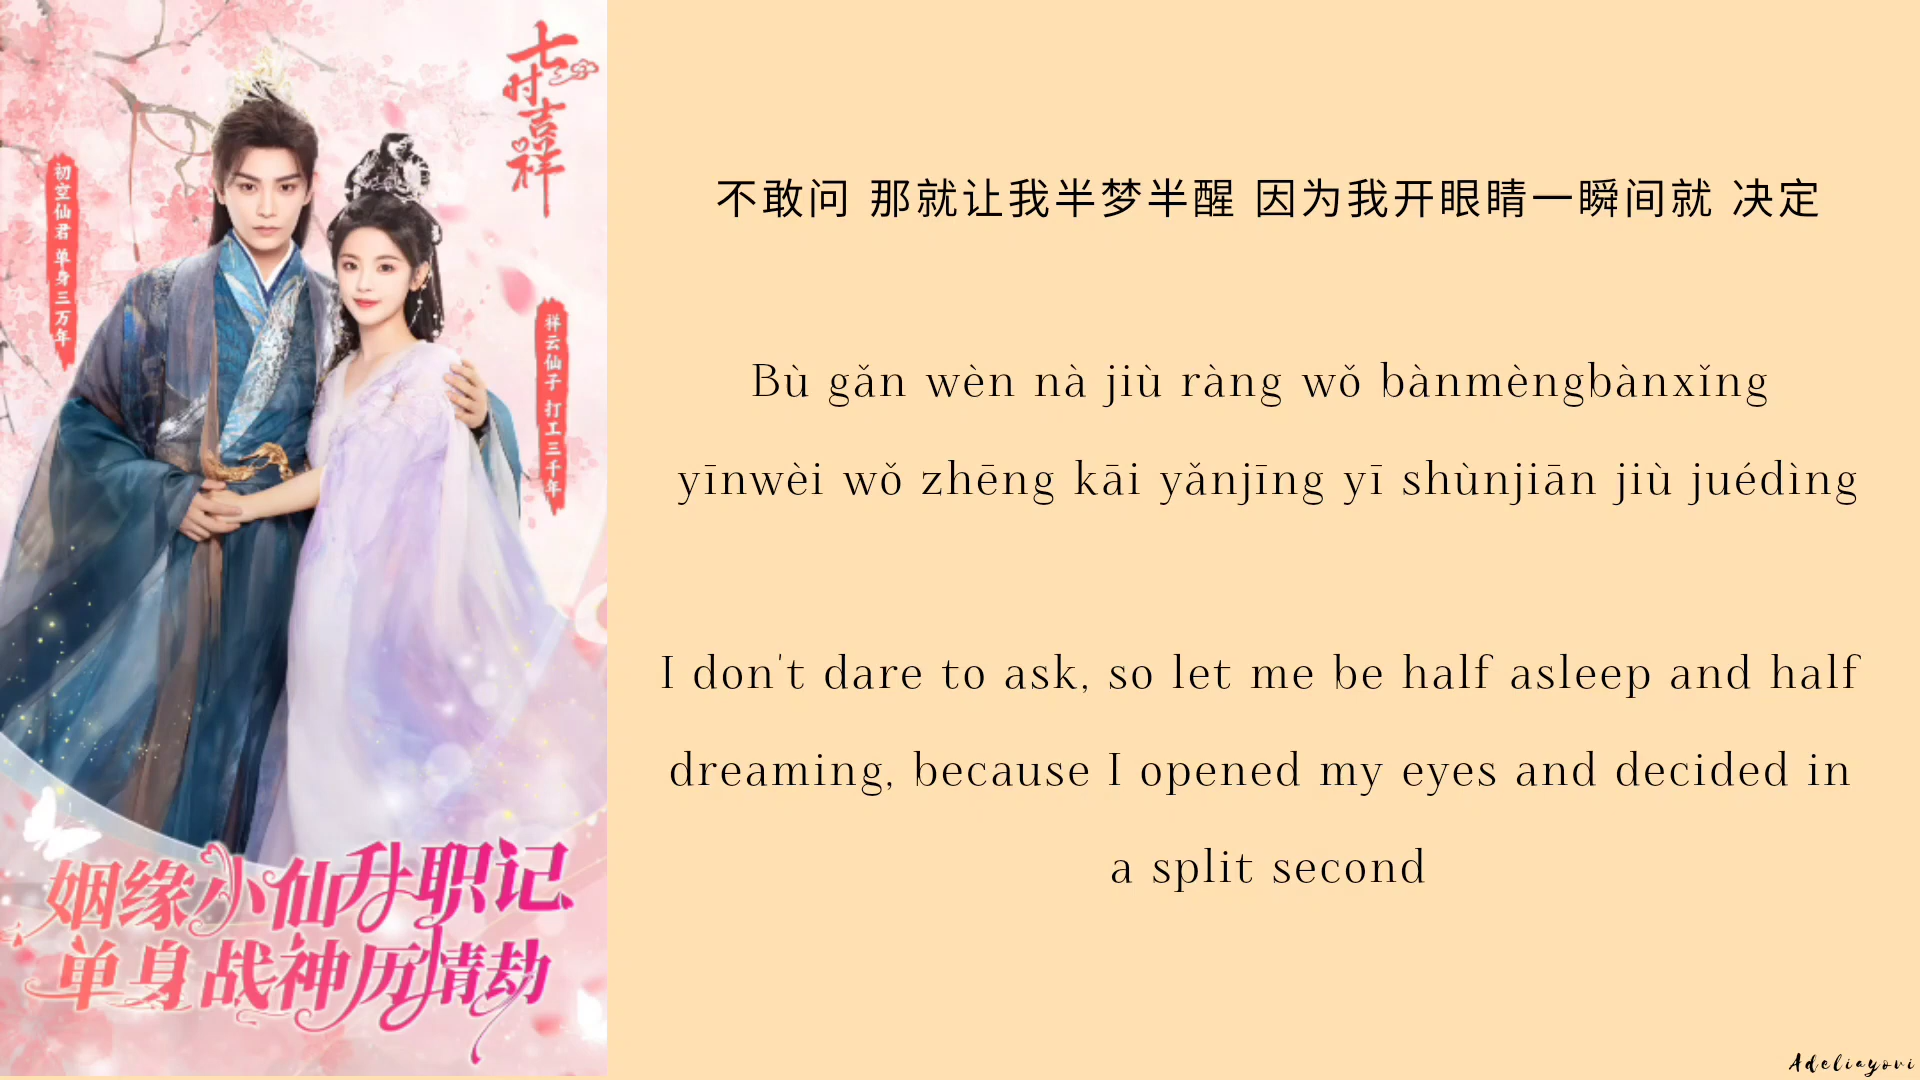 七时吉祥
初空仙君 单身三万年
祥云仙子 打工三千年
姻缘小仙升职记
单身战神历情劫
不敢问 那就让我半梦半醒 因为我开眼睛一瞬间就 决定
Bù gǎn wèn nà jiù ràng wǒ bànmèngbànxǐng
yīnwèi wǒ zhēng kāi yǎnjīng yī shùnjiān jiù juédìng
I don't dare to ask, so let me be half asleep and half
dreaming, because I opened my eyes and decided in
a split second
Adeliayovi